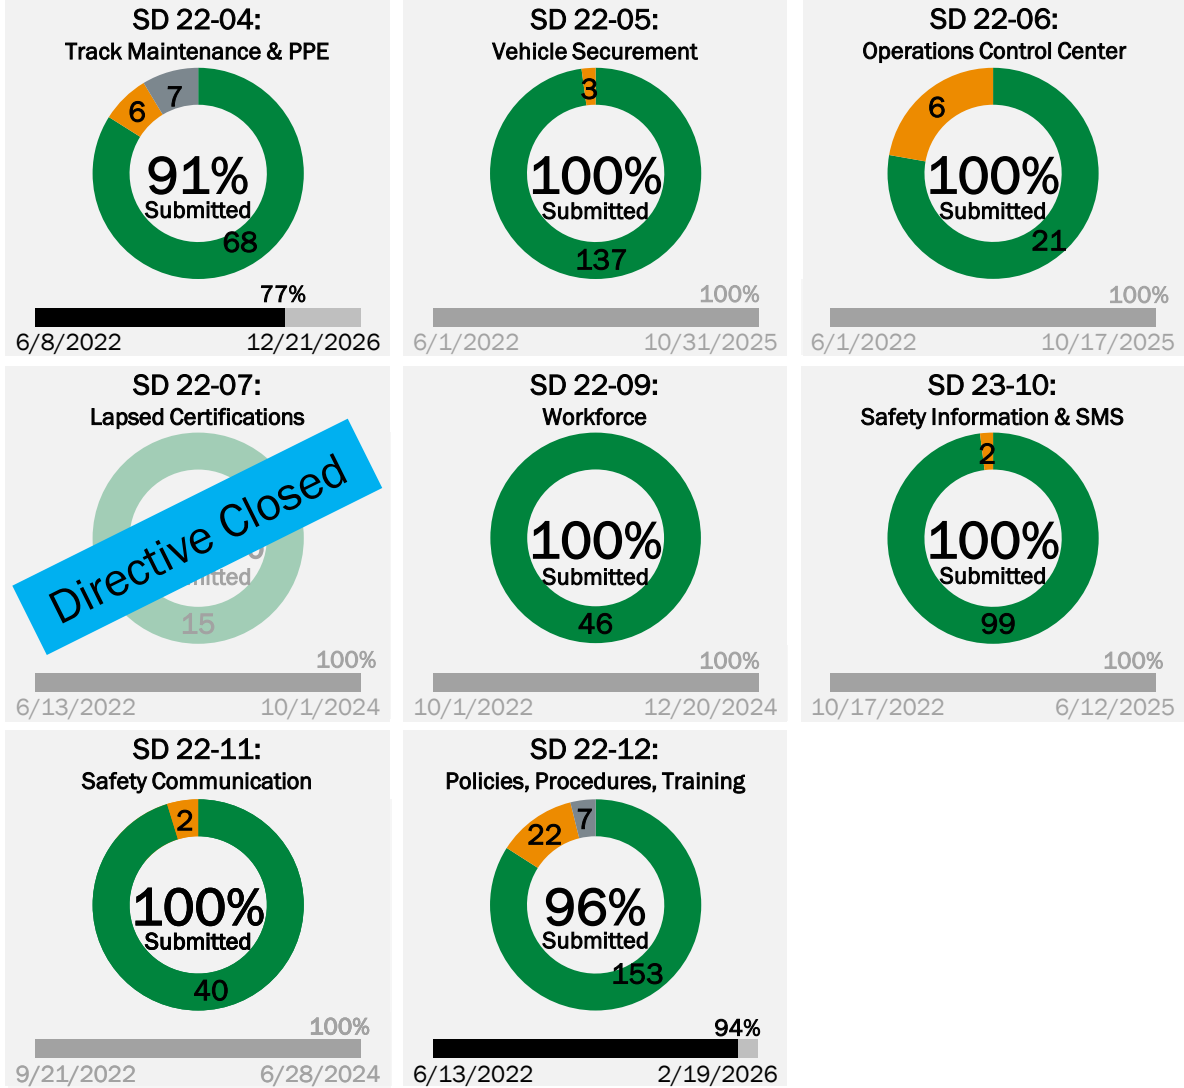 SD 22-04:
Track Maintenance & PPE
6
7
91%
Submitted
68
77%
6/8/2022
12/21/2026
SD 22-05:
Vehicle Securement
3
100%
Submitted
137
100%
6/1/2022
10/31/2025
SD 22-06:
Operations Control Center
6
100%
Submitted
21
100%
6/1/2022
10/17/2025
SD 22-07:
Lapsed Certifications
Directive Closed
15
100%
6/13/2022
10/1/2024
SD 22-09:
Workforce
100%
Submitted
46
100%
10/1/2022
12/20/2024
SD 23-10:
Safety Information & SMS
2
100%
Submitted
99
100%
10/17/2022
6/12/2025
SD 22-11:
Safety Communication
2
100%
Submitted
40
100%
9/21/2022
6/28/2024
SD 22-12:
Policies, Procedures, Training
22
7
96%
Submitted
153
94%
6/13/2022
2/19/2026